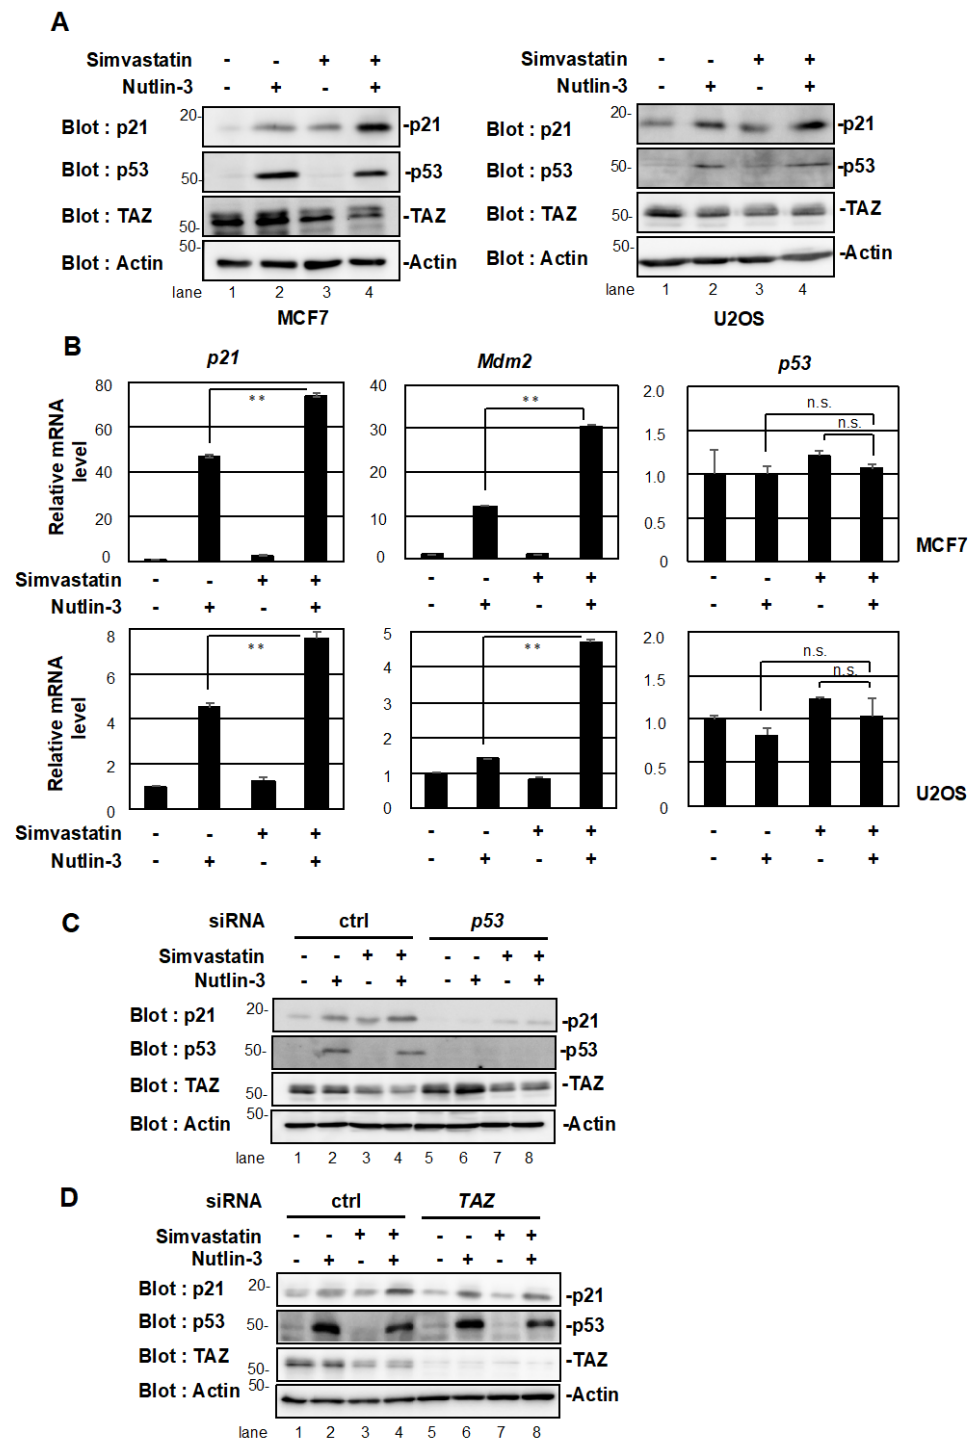 A
Simvastatin - - + +
Nutlin-3 - + - +
Blot : p21 20- -p21
Blot : p53 50- -p53
Blot : TAZ 50- -TAZ
Blot : Actin 50- -Actin
lane 1 2 3 4
MCF7
Simvastatin - - + +
Nutlin-3 - + - +
Blot : p21 20- -p21
Blot : p53 50- -p53
Blot : TAZ 50- -TAZ
Blot : Actin 50- -Actin
lane 1 2 3 4
U2OS
B
p21
Relative mRNA
level
80
60
40
20
0
**
Mdm2
40
30
20
10
0
**
p53
2.0
1.5
1.0
0.5
0
n.s.
n.s.
MCF7
Simvastatin - - + + - - + + - - + +
Nutlin-3 - + - + - + - + - + - +
Relative mRNA
level
8
6
4
2
0
**
5
4
3
2
1
0
**
2.0
1.5
1.0
0.5
0
n.s.
n.s.
U2OS
Simvastatin - - + + - - + + - - + +
Nutlin-3 - + - + - + - + - + - +
C
siRNA ctrl p53
Simvastatin - - + + - - + +
Nutlin-3 - + - + - + - +
Blot : p21 20- -p21
Blot : p53 50- -p53
Blot : TAZ 50- -TAZ
Blot : Actin 50- -Actin
lane 1 2 3 4 5 6 7 8
D
siRNA ctrl TAZ
Simvastatin - - + + - - + +
Nutlin-3 - + - + - + - +
Blot : p21 20- -p21
Blot : p53 50- -p53
Blot : TAZ 50- -TAZ
Blot : Actin 50- -Actin
lane 1 2 3 4 5 6 7 8